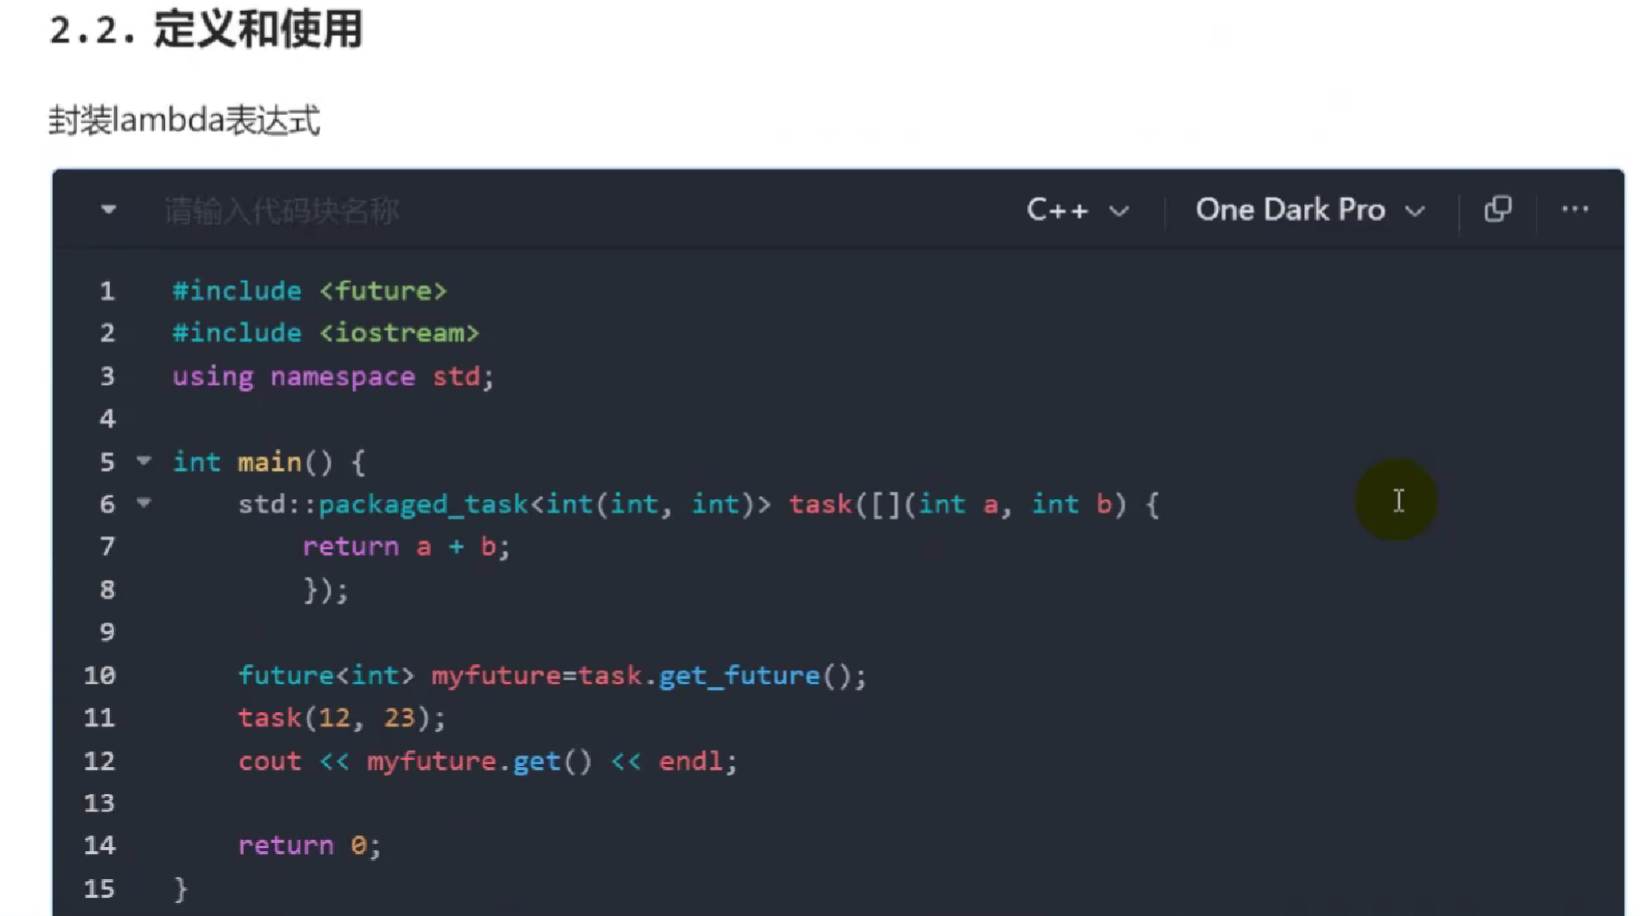 2.2. 定义和使用
封装lambda表达式
请输入代码块名称 C++ One Dark Pro
1 #include <future>
2 #include <iostream>
3 using namespace std;
4
5 int main() {
6 std::packaged_task<int(int, int)> task([](int a, int b) {
7 return a + b;
8 });
9
10 future<int> myfuture=task.get_future();
11 task(12, 23);
12 cout << myfuture.get() << endl;
13
14 return 0;
15 }